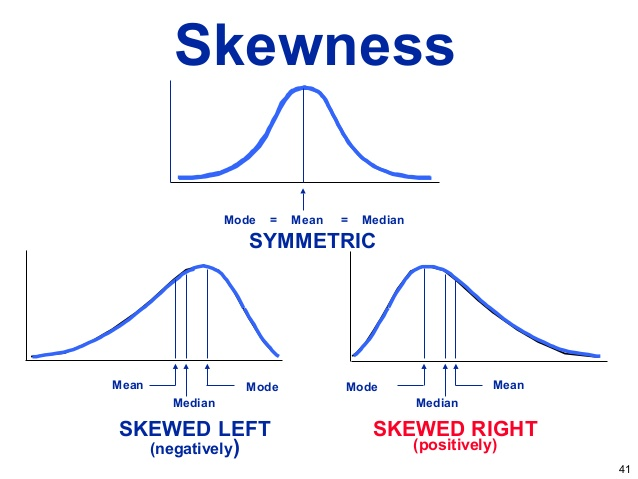 Skewness
Mode = Mean = Median
SYMMETRIC
Mean Mode
Median
SKEWED LEFT
(negatively)
Mode Mean
Median
SKEWED RIGHT
(positively)
41